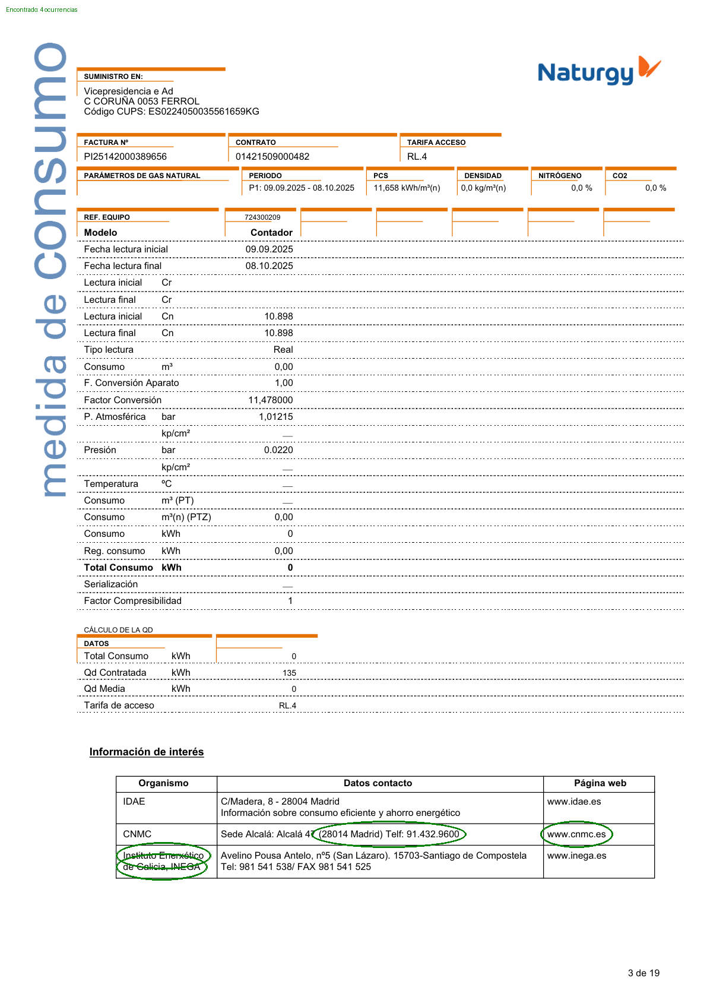 Encontrado: 4 ocurrencias
medida de consumo
Naturgy
SUMINISTRO EN:
Vicepresidencia e Ad
C CORUÑA 0053 FERROL
Código CUPS: ES0224050035561659KG
FACTURA Nº CONTRATO TARIFA ACCESO
PI25142000389656 01421509000482 RL.4
PARÁMETROS DE GAS NATURAL PERIODO PCS DENSIDAD NITRÓGENO CO2
P1: 09.09.2025 - 08.10.2025 11,658 kWh/m³(n) 0,0 kg/m³(n) 0,0 % 0,0 %
REF. EQUIPO 724300209
Modelo Contador
Fecha lectura inicial 09.09.2025
Fecha lectura final 08.10.2025
Lectura inicial Cr
Lectura final Cr
Lectura inicial Cn 10.898
Lectura final Cn 10.898
Tipo lectura Real
Consumo m³ 0,00
F. Conversión Aparato 1,00
Factor Conversión 11,478000
P. Atmosférica bar 1,01215
kp/cm² __
Presión bar 0.0220
kp/cm² __
Temperatura ºC __
Consumo m³ (PT) __
Consumo m³(n) (PTZ) 0,00
Consumo kWh 0
Reg. consumo kWh 0,00
Total Consumo kWh 0
Serialización __
Factor Compresibilidad 1
CÁLCULO DE LA QD
DATOS
Total Consumo kWh 0
Qd Contratada kWh 135
Qd Media kWh 0
Tarifa de acceso RL.4
Información de interés
Organismo Datos contacto Página web
IDAE C/Madera, 8 - 28004 Madrid www.idae.es
Información sobre consumo eficiente y ahorro energético
CNMC Sede Alcalá: Alcalá 47 (28014 Madrid) Telf: 91.432.9600 www.cnmc.es
Instituto Enerxótico Avelino Pousa Antelo, nº5 (San Lázaro). 15703-Santiago de Compostela www.inega.es
de Galicia, INEGA Tel: 981 541 538/ FAX 981 541 525
3 de 19